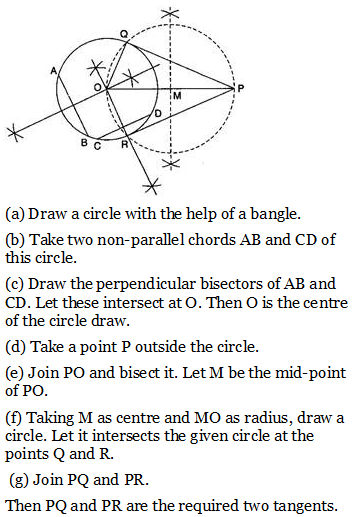 Q
A
O
M
P
D
B
C
R
(a) Draw a circle with the help of a bangle.
(b) Take two non-parallel chords AB and CD of
this circle.
(c) Draw the perpendicular bisectors of AB and
CD. Let these intersect at O. Then O is the centre
of the circle draw.
(d) Take a point P outside the circle.
(e) Join PO and bisect it. Let M be the mid-point
of PO.
(f) Taking M as centre and MO as radius, draw a
circle. Let it intersects the given circle at the
points Q and R.
(g) Join PQ and PR.
Then PQ and PR are the required two tangents.